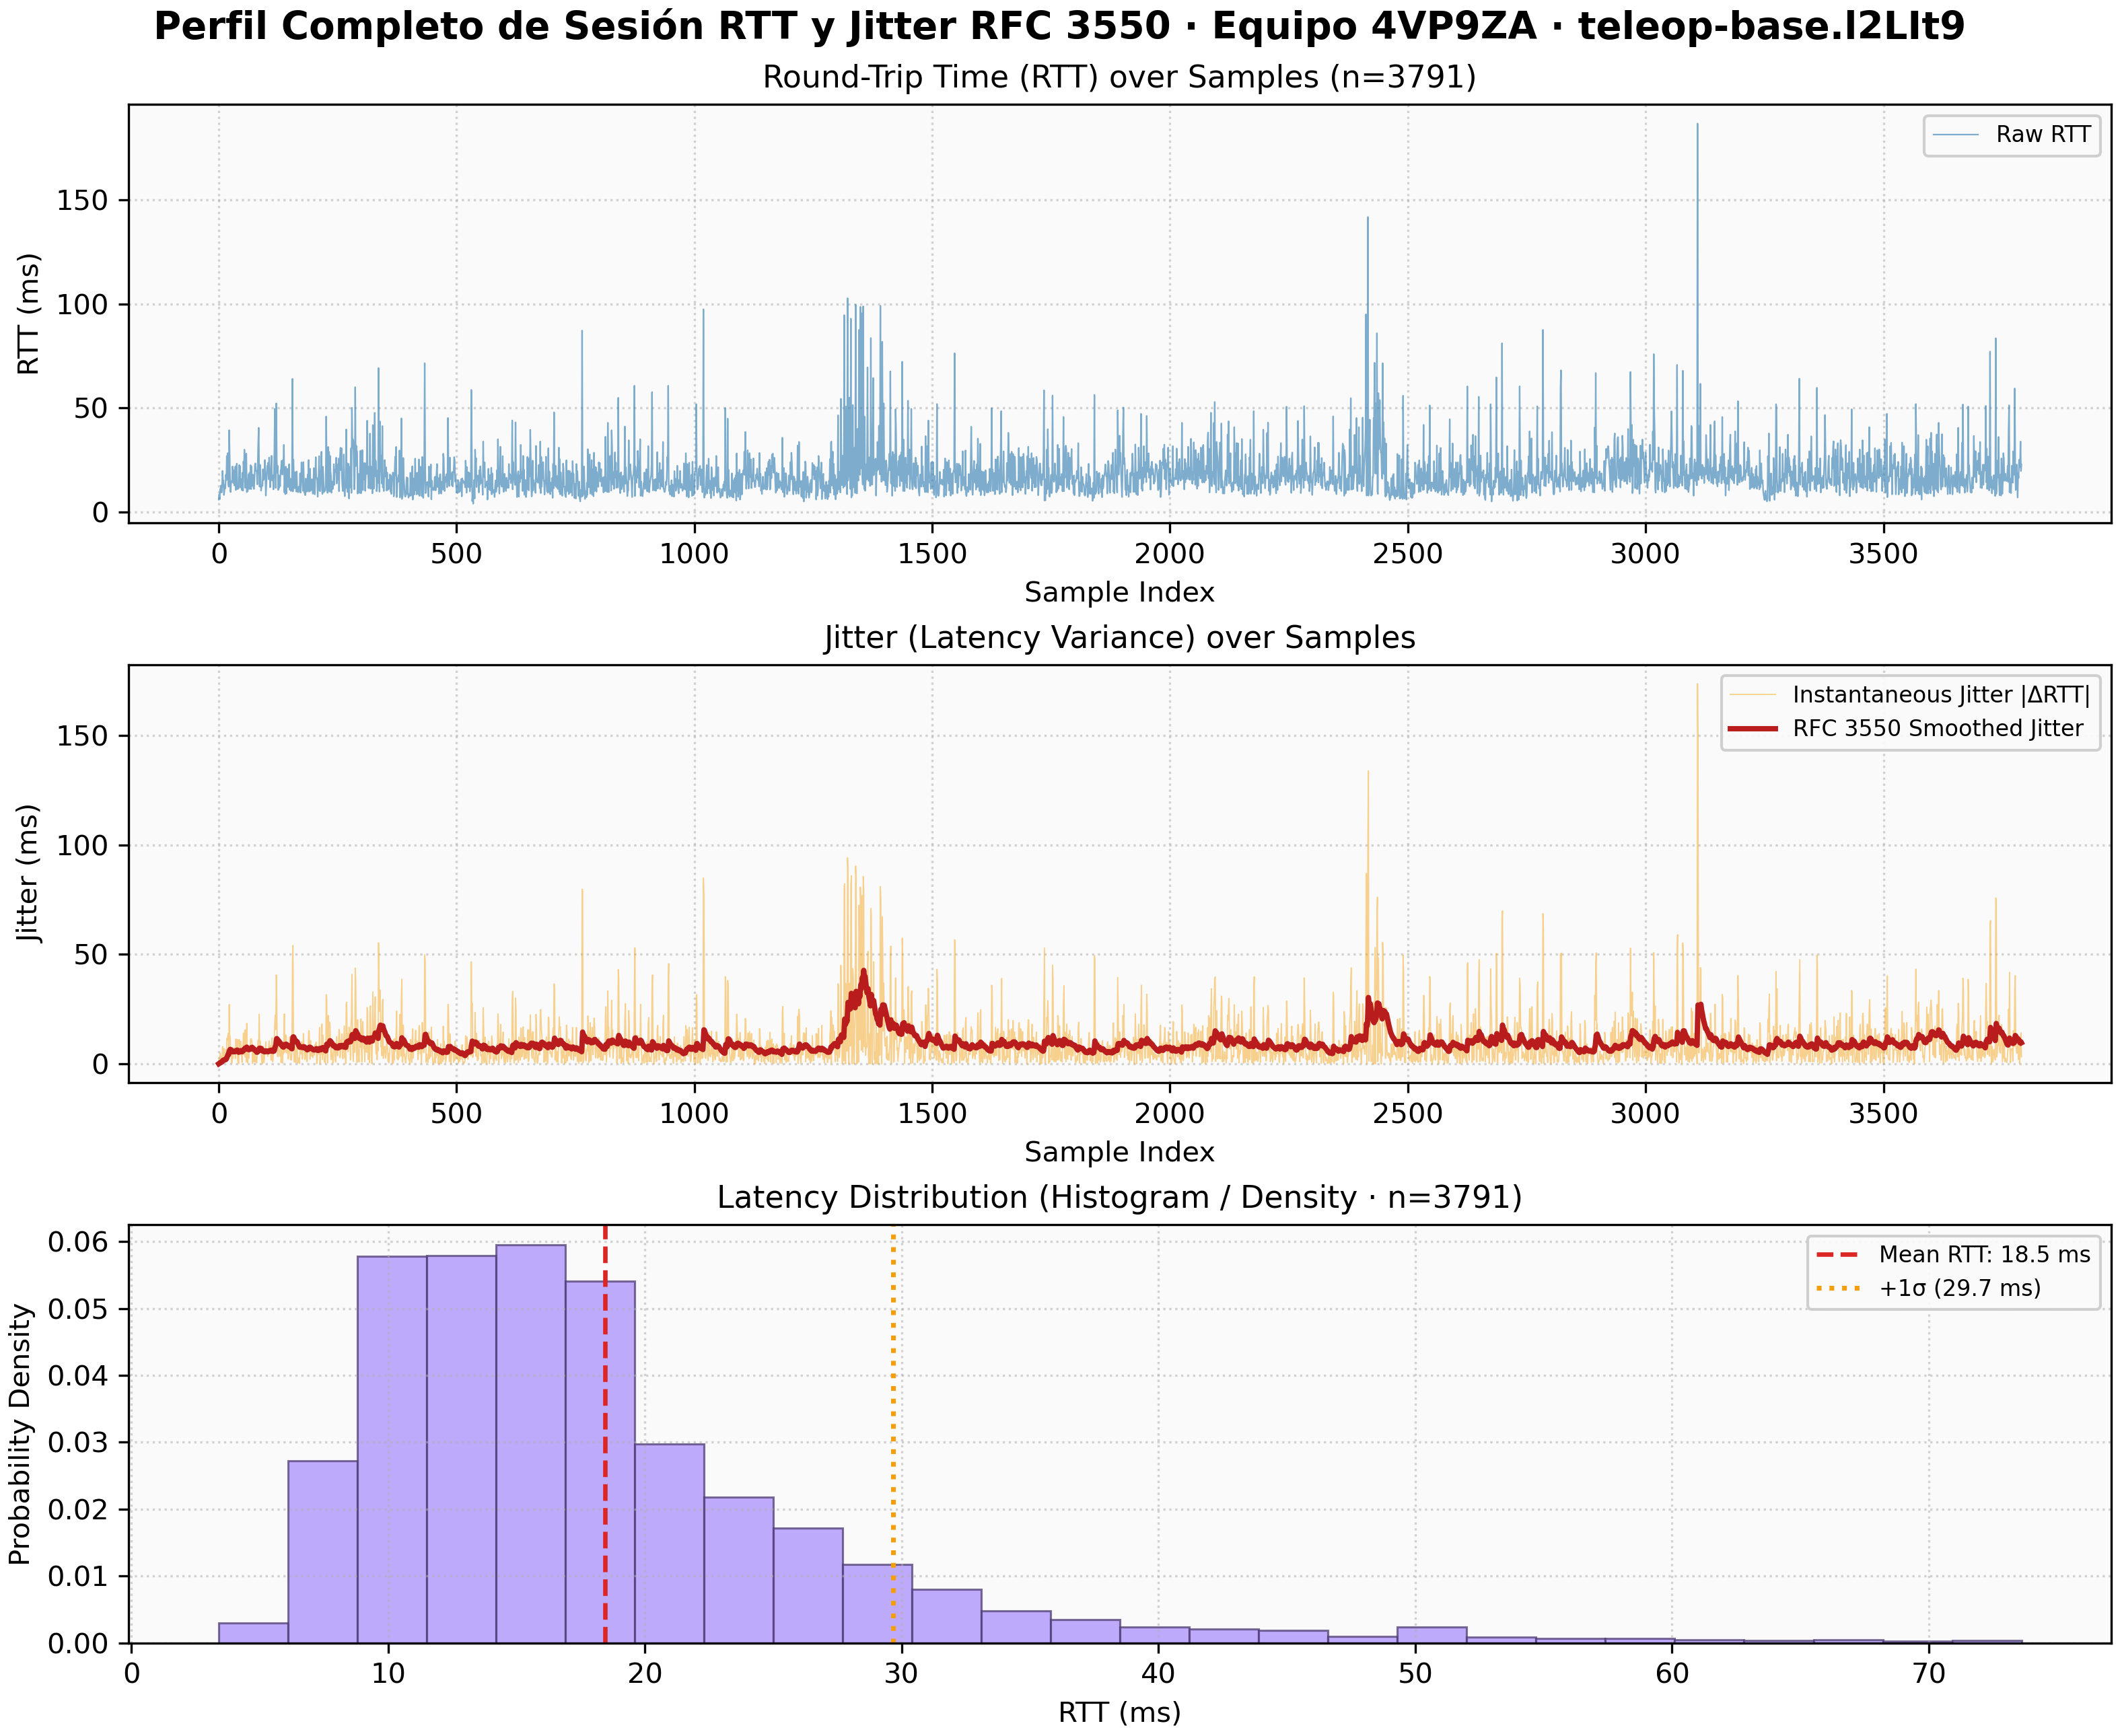 Perfil Completo de Sesión RTT y Jitter RFC 3550 · Equipo 4VP9ZA · teleop-base.l2LIt9
Round-Trip Time (RTT) over Samples (n=3791)
Raw RTT
150
100
50
0
RTT (ms)
0 500 1000 1500 2000 2500 3000 3500
Sample Index
Jitter (Latency Variance) over Samples
Instantaneous Jitter |ΔRTT|
RFC 3550 Smoothed Jitter
150
100
50
0
Jitter (ms)
0 500 1000 1500 2000 2500 3000 3500
Sample Index
Latency Distribution (Histogram / Density · n=3791)
Mean RTT: 18.5 ms
+1σ (29.7 ms)
0.06
0.05
0.04
0.03
0.02
0.01
0.00
Probability Density
0 10 20 30 40 50 60 70
RTT (ms)